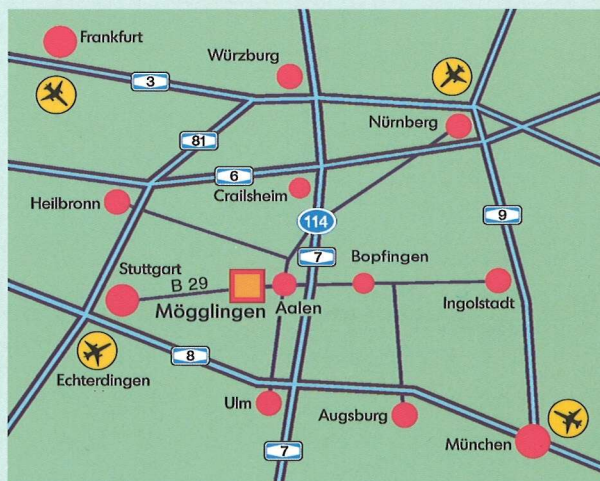 Frankfurt
Würzburg
3
Nürnberg
81
6
Crailsheim
Heilbronn
9
114
7
Bopfingen
Stuttgart
B 29
Ingolstadt
Mögglingen
Aalen
8
Echterdingen
Ulm
Augsburg
München
7